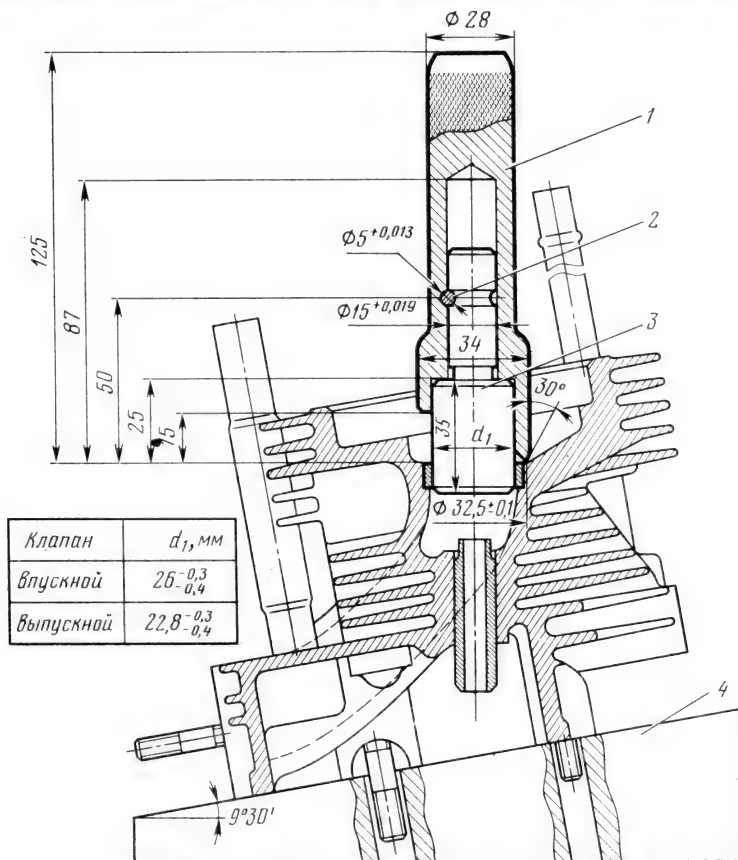 Ф 28
1
125
87
50
25
15
Ф5⁺⁰,⁰¹³
2
Ф15⁺⁰,⁰¹⁹
34
3
30°
35
d₁
Ф 32,5±0,1
Клапан d₁, мм
Впускной 26⁻⁰,³₋₀,₄
Выпускной 22,8⁻⁰,³₋₀,₄
4
9°30'